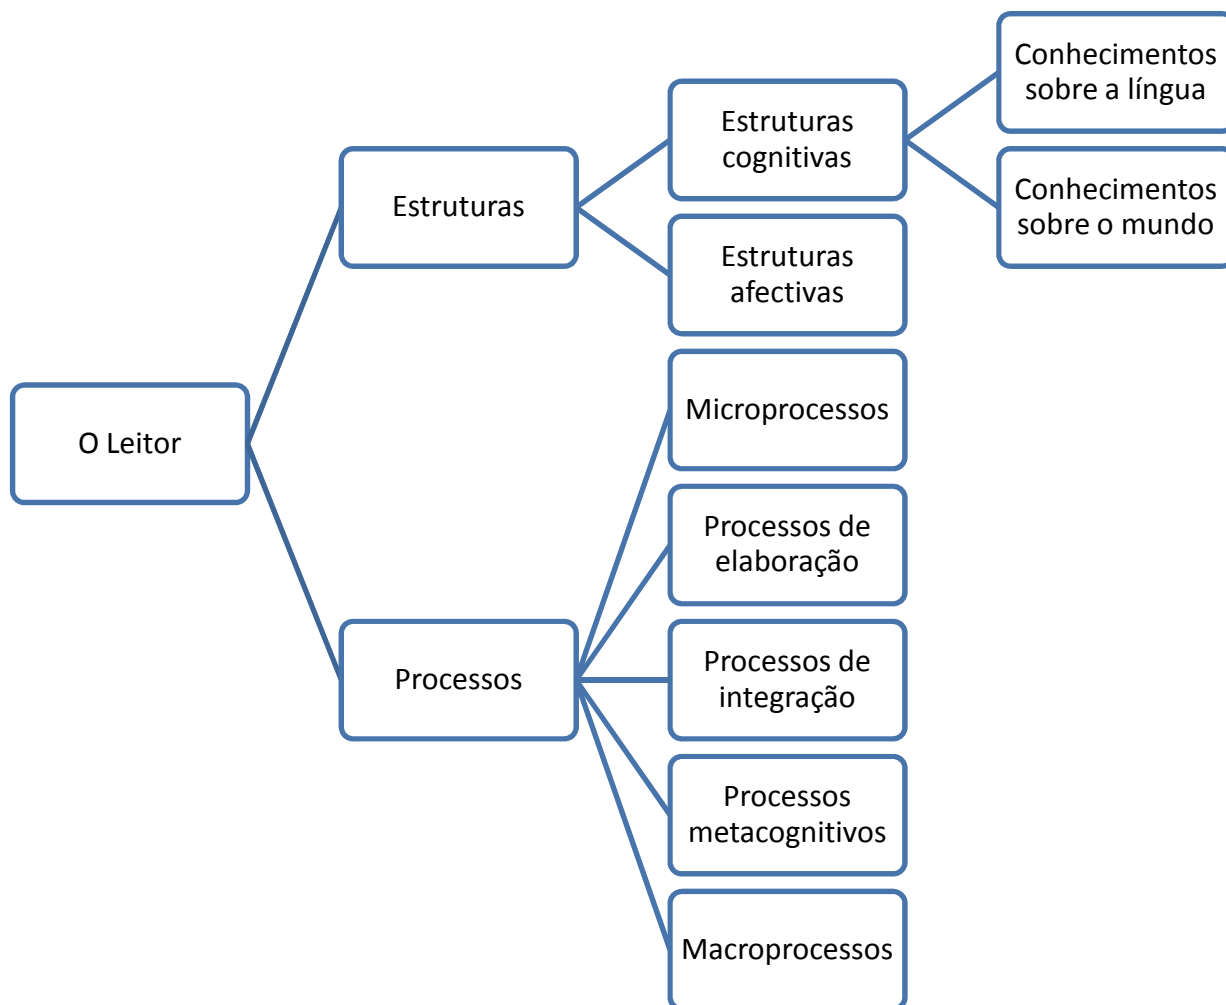 O Leitor
Estruturas
Estruturas
cognitivas
Conhecimentos
sobre a língua
Conhecimentos
sobre o mundo
Estruturas
afectivas
Processos
Microprocessos
Processos de
elaboração
Processos de
integração
Processos
metacognitivos
Macroprocessos